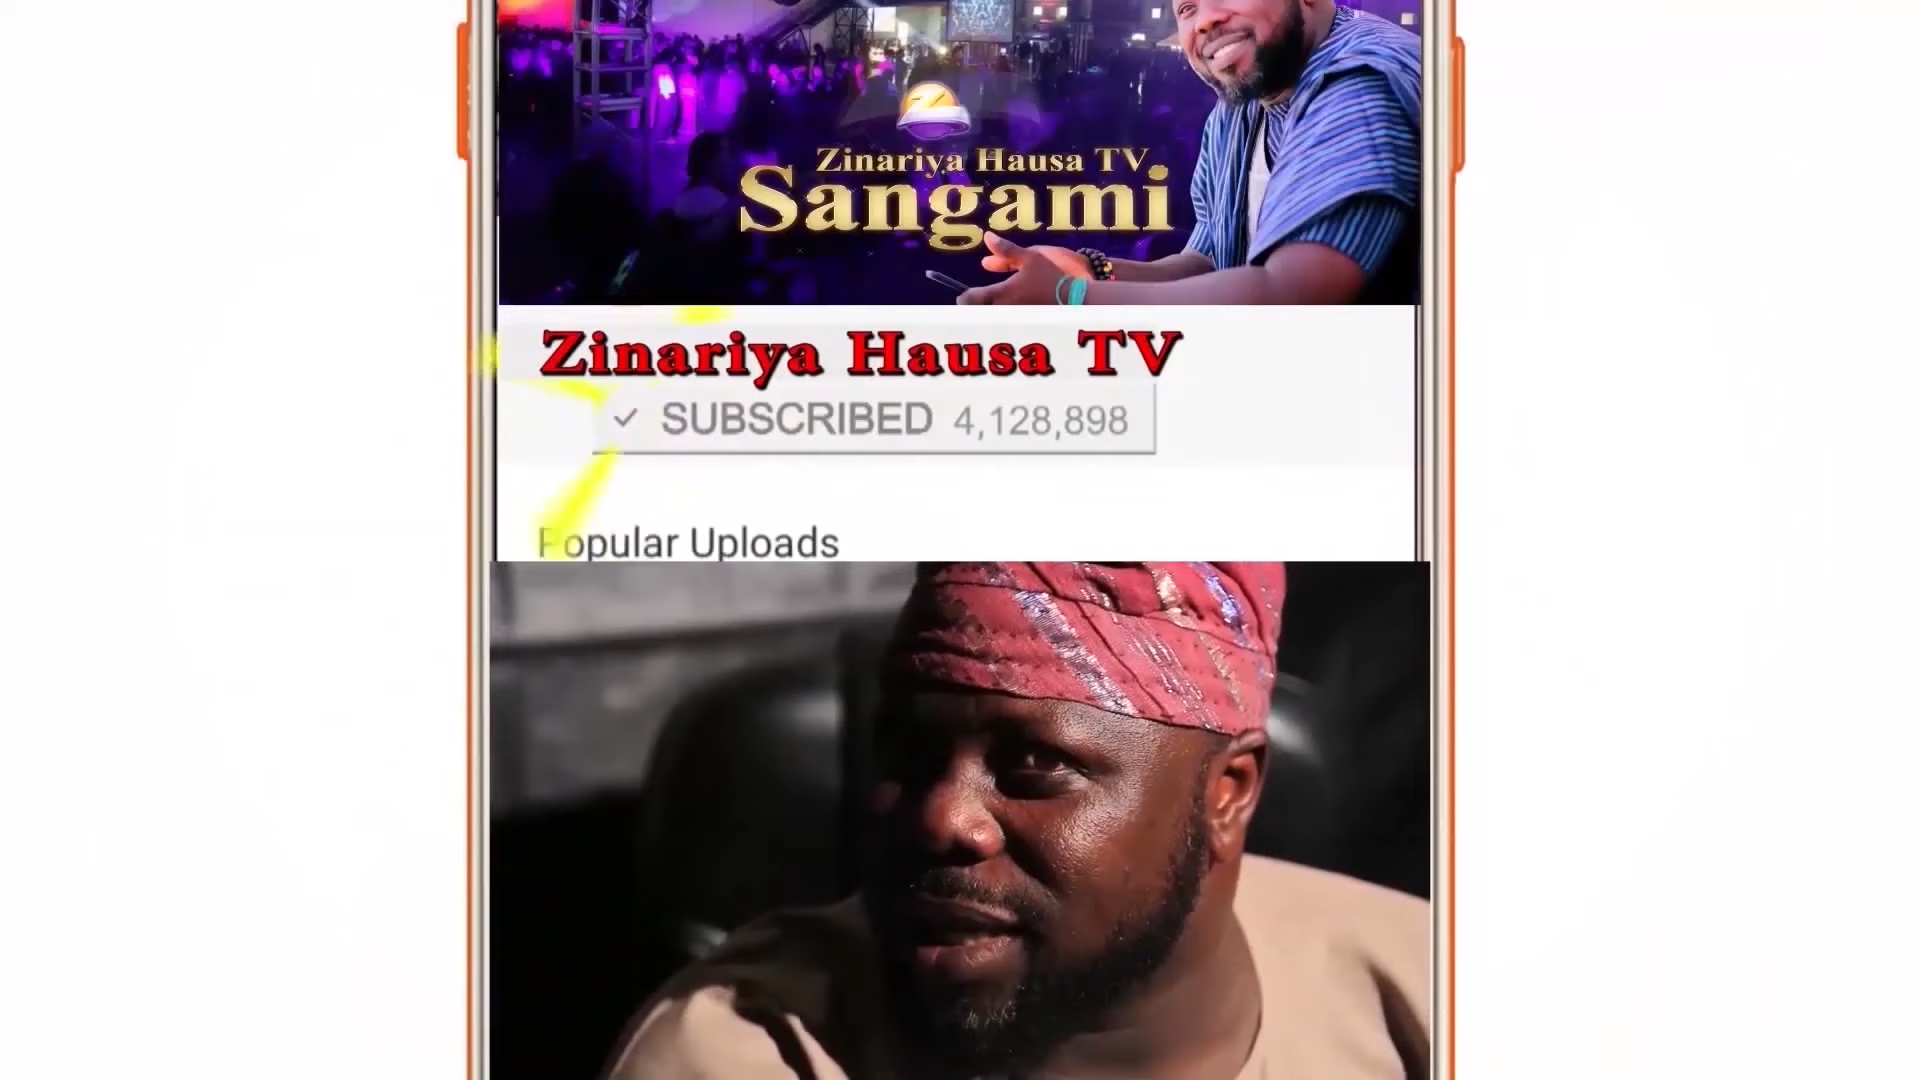 Zinariya Hausa TV
Sangami
Zinariya Hausa TV
SUBSCRIBED 4,128,898
Popular Uploads